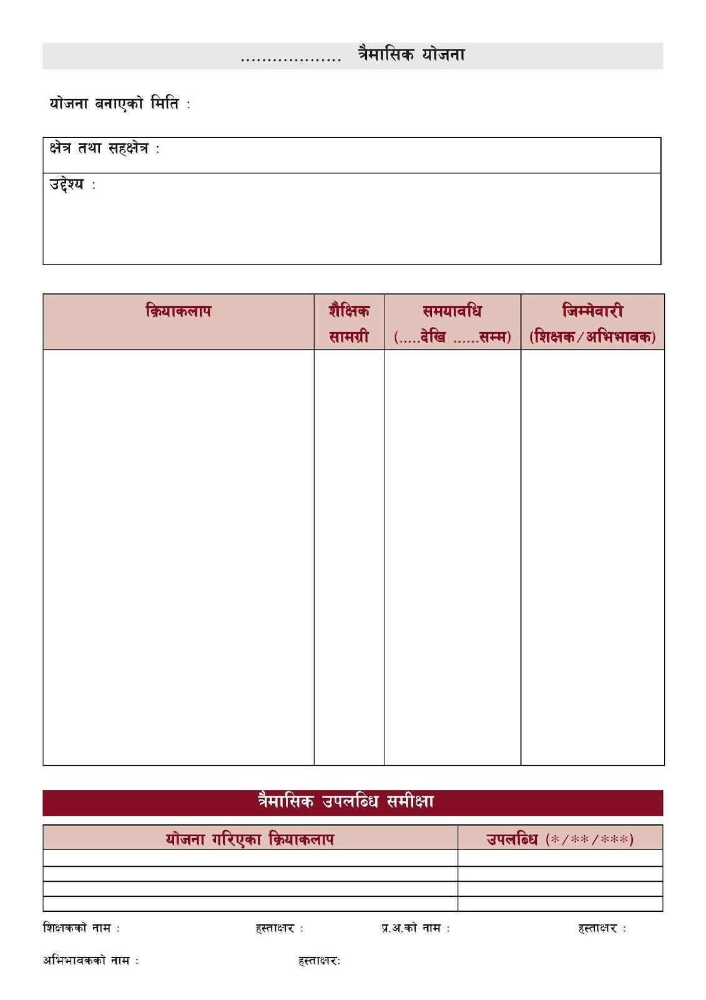 ................... त्रैमासिक योजना
योजना बनाएको मिति :
क्षेत्र तथा सहक्षेत्र :
उद्देश्य :
क्रियाकलाप
शैक्षिक
सामग्री
समयावधि
(.....देखि ......सम्म)
जिम्मेवारी
(शिक्षक/अभिभावक)
त्रैमासिक उपलब्धि समीक्षा
योजना गरिएका क्रियाकलाप उपलब्धि (*/**/***)
शिक्षकको नाम : हस्ताक्षर : प्र.अ.को नाम : हस्ताक्षर :
अभिभावकको नाम : हस्ताक्षर: